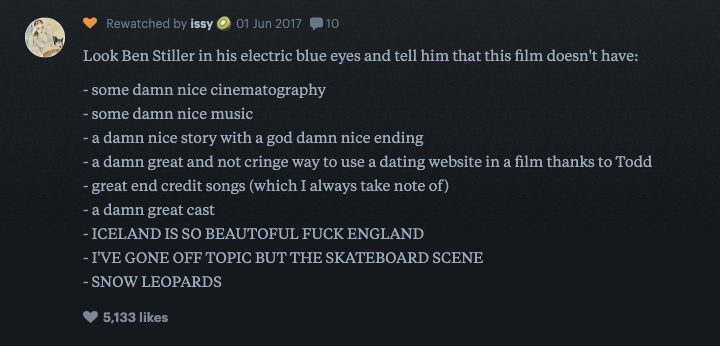 Rewatched by issy 🥝 01 Jun 2017 10
Look Ben Stiller in his electric blue eyes and tell him that this film doesn't have:
- some damn nice cinematography
- some damn nice music
- a damn nice story with a god damn nice ending
- a damn great and not cringe way to use a dating website in a film thanks to Todd
- great end credit songs (which I always take note of)
- a damn great cast
- ICELAND IS SO BEAUTOFUL FUCK ENGLAND
- I'VE GONE OFF TOPIC BUT THE SKATEBOARD SCENE
- SNOW LEOPARDS
5,133 likes